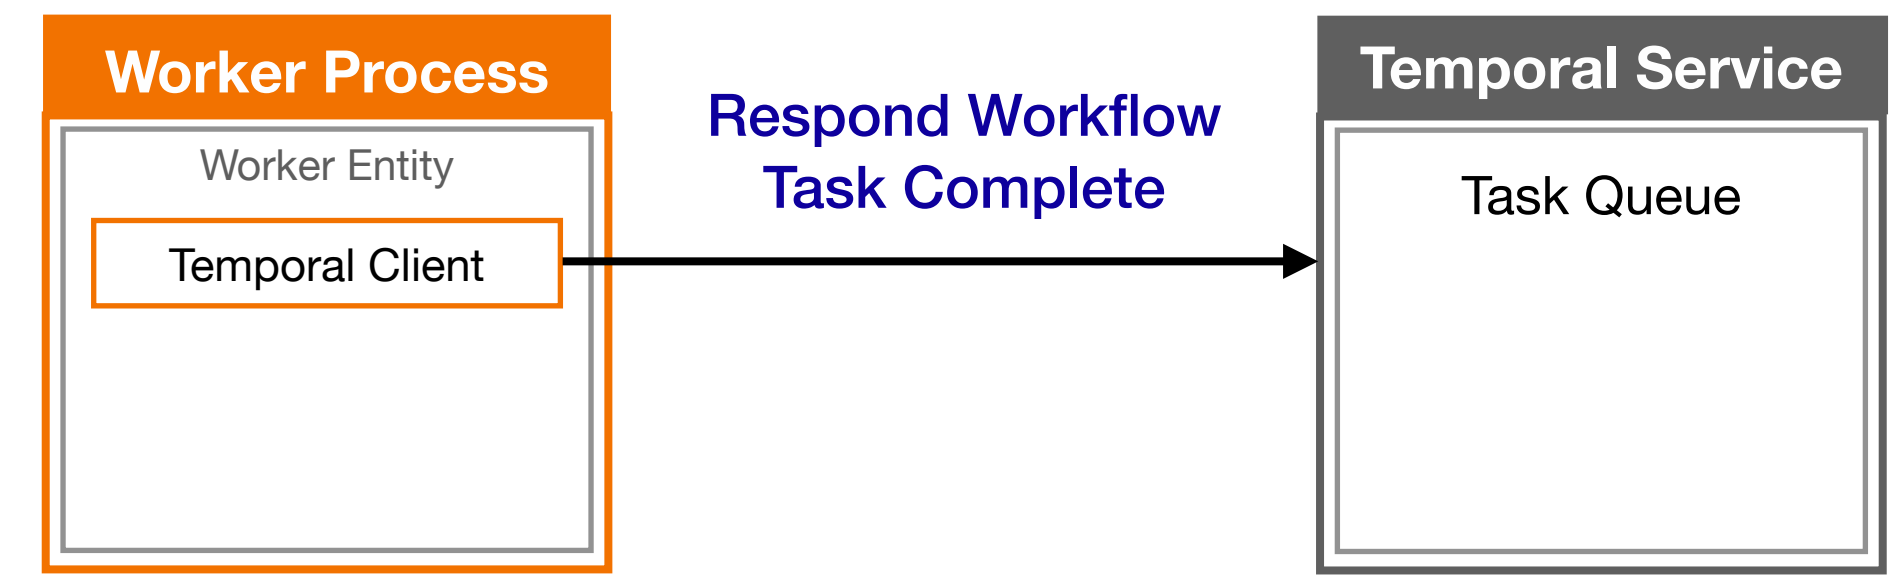 Worker Process
Worker Entity
Temporal Client
Respond Workflow
Task Complete
Temporal Service
Task Queue